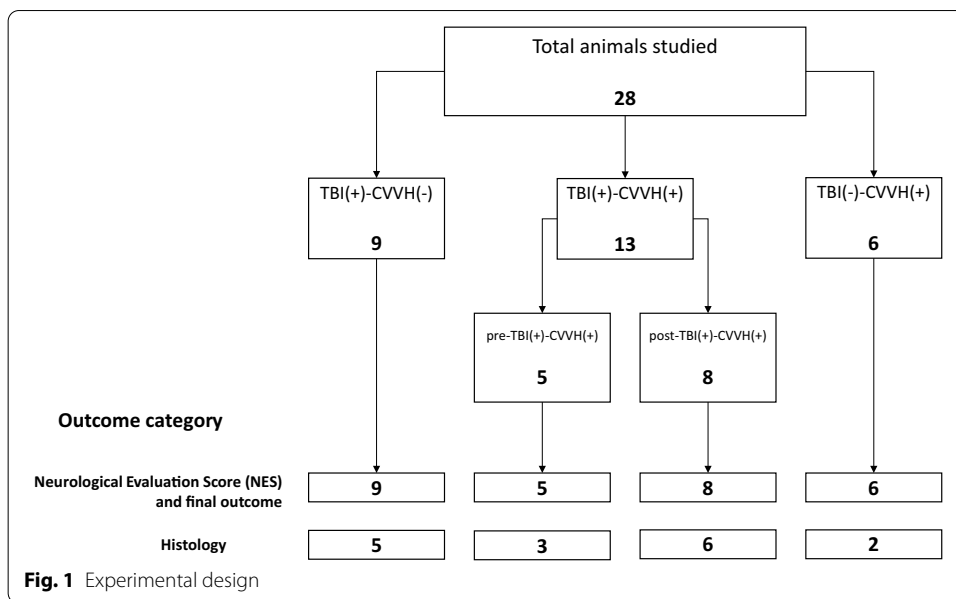 Total animals studied
28
TBI(+)-CVVH(-)
9
TBI(+)-CVVH(+)
13
TBI(-)-CVVH(+)
6
pre-TBI(+)-CVVH(+)
5
post-TBI(+)-CVVH(+)
8
Outcome category
Neurological Evaluation Score (NES)
and final outcome
9
5
8
6
Histology
5
3
6
2
Fig. 1 Experimental design